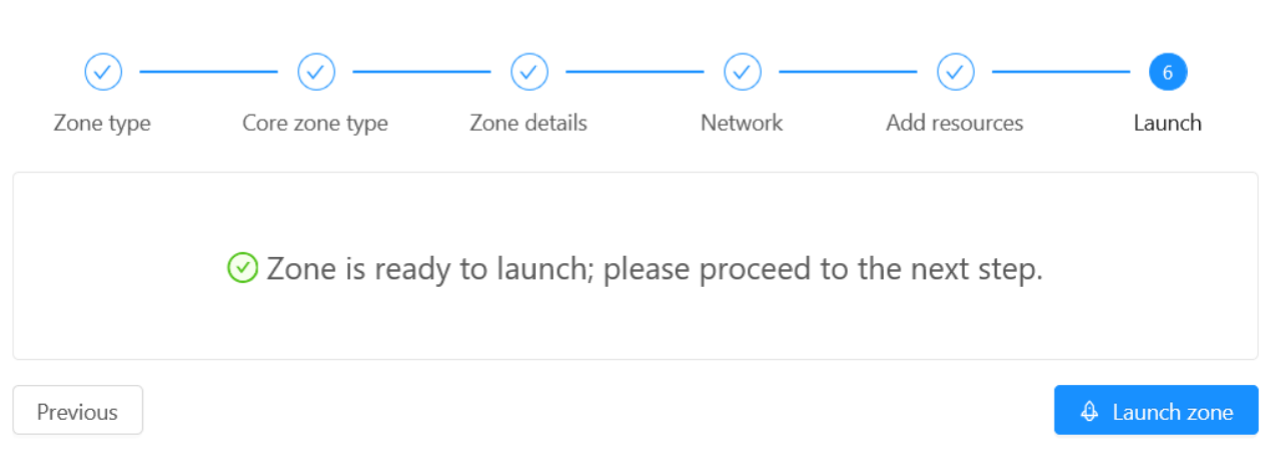 6
Zone type
Core zone type
Zone details
Network
Add resources
Launch
Zone is ready to launch; please proceed to the next step.
Previous
Launch zone